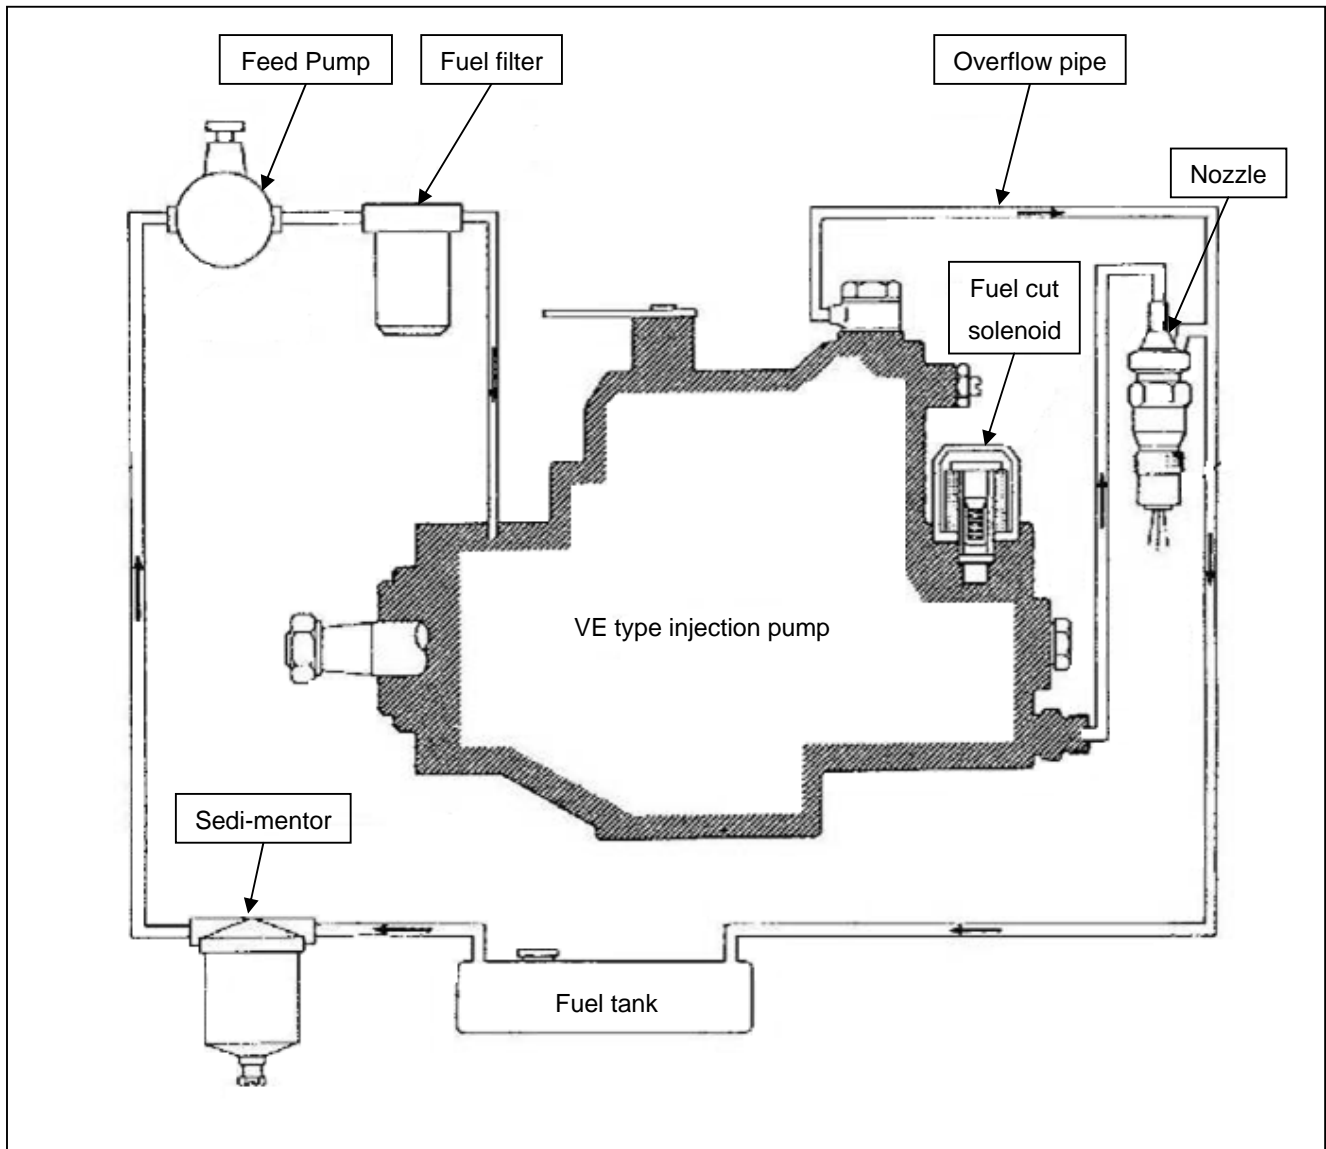 Feed Pump
Fuel filter
Overflow pipe
Nozzle
Fuel cut
solenoid
VE type injection pump
Sedi-mentor
Fuel tank